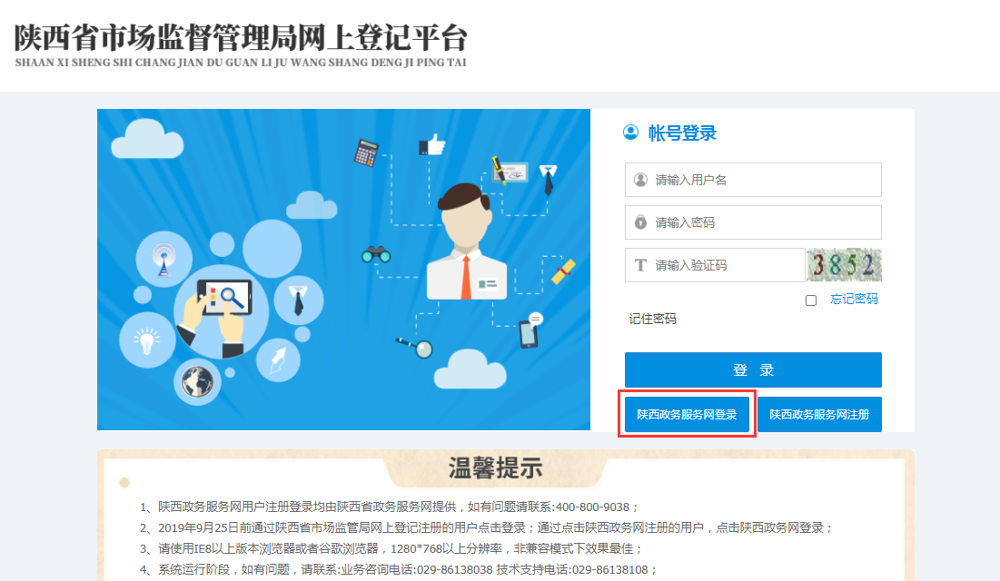 陕西省市场监督管理局网上登记平台
SHAAN XI SHENG SHI CHANG JIAN DU GUAN LI JU WANG SHANG DENG JI PING TAI
帐号登录
请输入用户名
请输入密码
T 请输入验证码 3852
忘记密码
记住密码
登 录
陕西政务服务网登录 陕西政务服务网注册
温馨提示
1、陕西政务服务网用户注册登录均由陕西省政务服务网提供，如有问题请联系:400-800-9038；
2、2019年9月25日前通过陕西省市场监管局网上登记注册的用户点击登录；通过点击陕西政务网注册的用户，点击陕西政务网登录；
3、请使用IE8以上版本浏览器或者谷歌浏览器，1280*768以上分辨率，非兼容模式下效果最佳；
4、系统运行阶段，如有问题，请联系:业务咨询电话:029-86138038 技术支持电话:029-86138108；